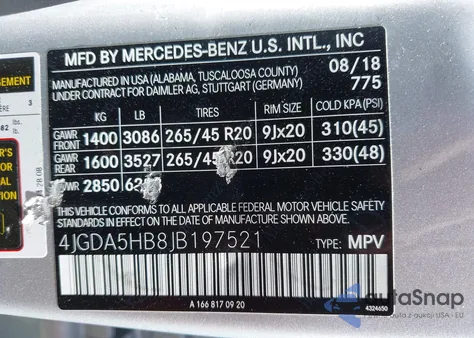 MFD BY MERCEDES-BENZ U.S. INTL., INC
MANUFACTURED IN USA (ALABAMA, TUSCALOOSA COUNTY) 08/18
UNDER CONTRACT FOR DAIMLER AG, STUTTGART (GERMANY) 775
KG LB TIRES RIM SIZE COLD KPA (PSI)
GAWR FRONT 1400 3086 265/45 R20 9Jx20 310(45)
GAWR REAR 1600 3527 265/45 R20 9Jx20 330(48)
2850
THIS VEHICLE CONFORMS TO ALL APPLICABLE FEDERAL MOTOR VEHICLE SAFETY
STANDARDS IN EFFECT ON THE DATE OF MANUFACTURE SHOWN ABOVE.
4JGDA5HB8JB197521 TYPE: MPV
A 166 817 09 20
4324650
autoSnap